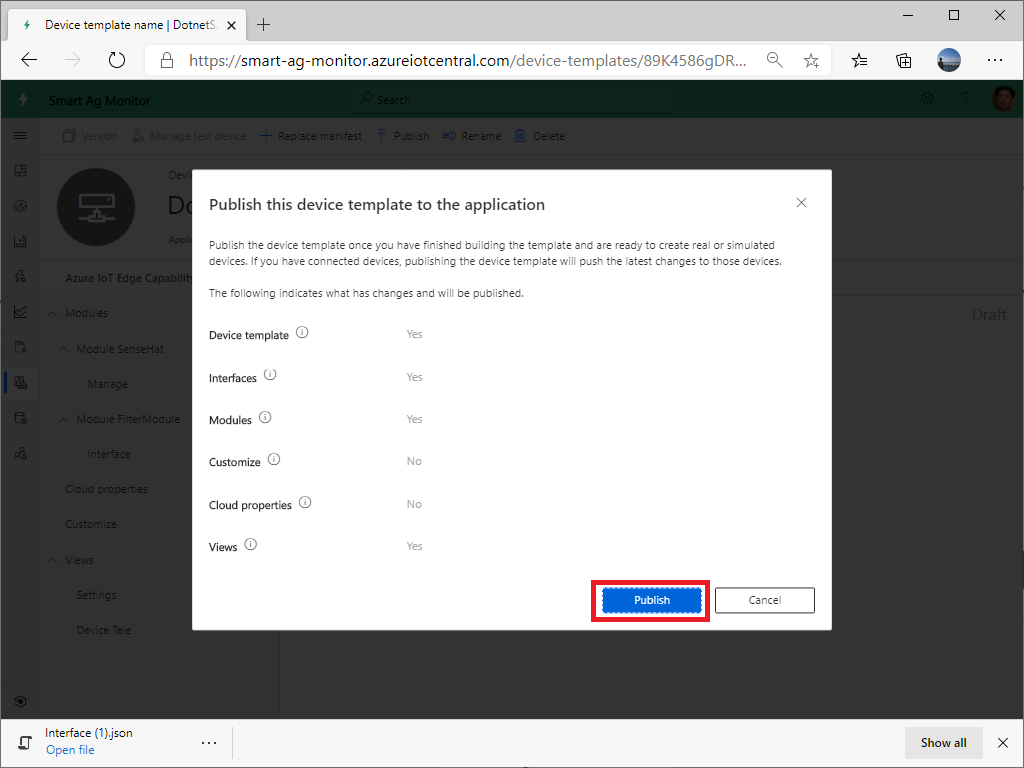 Device template name | DotnetS
https://smart-ag-monitor.azureiotcentral.com/device-templates/89K4586gDR...
Smart Ag Monitor
Search
?
Version
Manage test device
Replace manifest
Publish
Rename
Delete
Devi
Do
Appli
Azure IoT Edge Capability
Draft
Modules
Module SenseHat
Manage
Module FilterModule
Interface
Cloud properties
Customize
Views
Settings
Device Tele
Publish this device template to the application
Publish the device template once you have finished building the template and are ready to create real or simulated
devices. If you have connected devices, publishing the device template will push the latest changes to those devices.
The following indicates what has changes and will be published.
Device template Yes
Interfaces Yes
Modules Yes
Customize No
Cloud properties No
Views Yes
Publish
Cancel
Interface (1).json
Open file
Show all